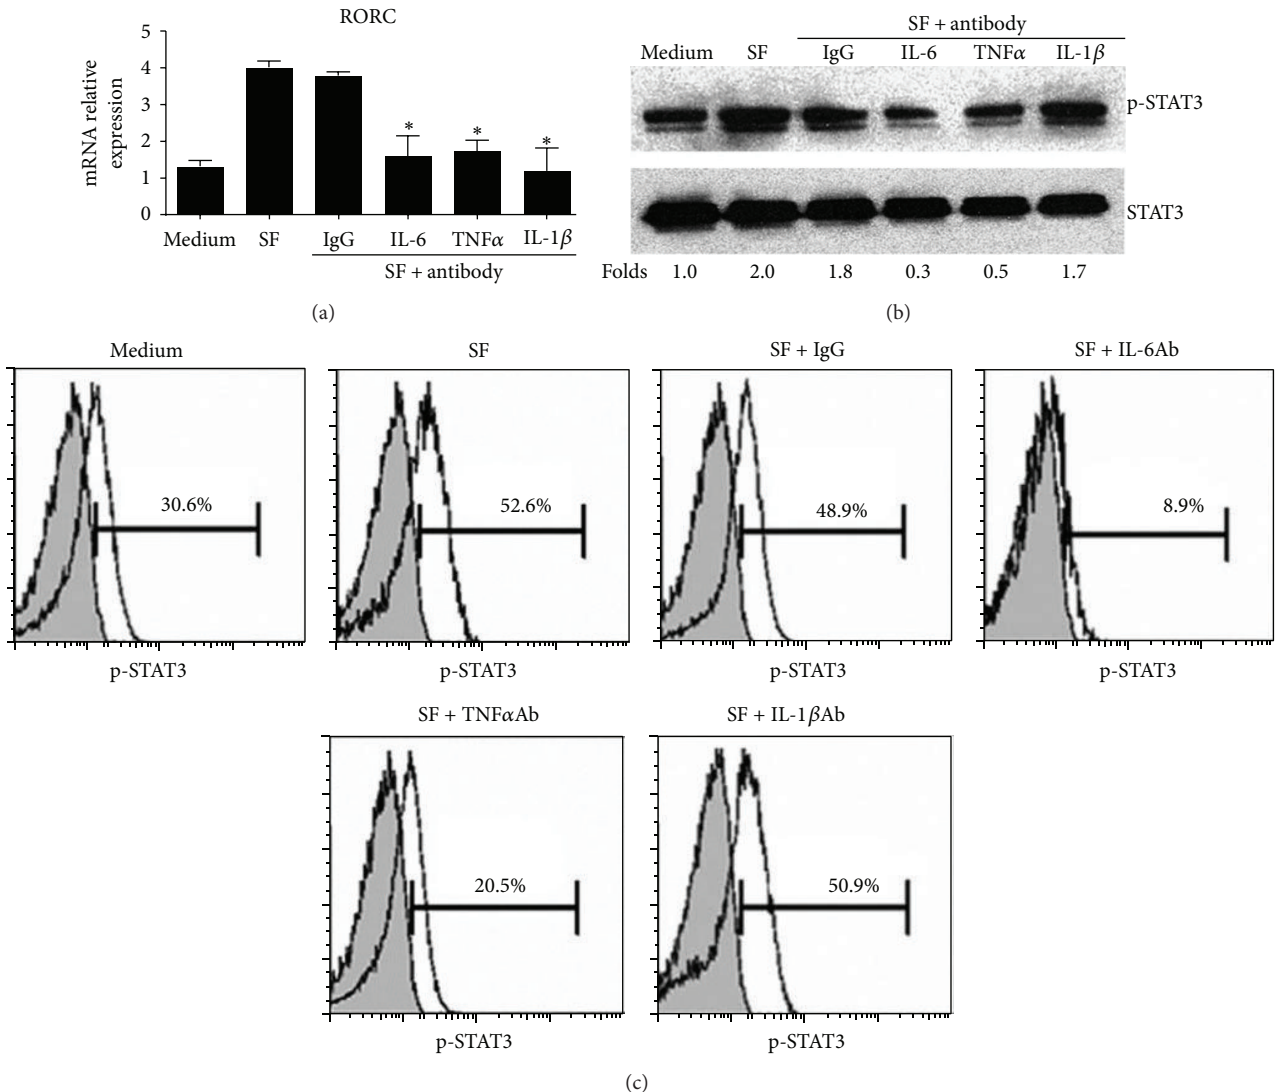 RORC
mRNA relative
expression
5
4
3
2
1
0
*
*
*
Medium SF IgG IL-6 TNFα IL-1β
SF + antibody
(a)
SF + antibody
Medium SF IgG IL-6 TNFα IL-1β
p-STAT3
STAT3
Folds 1.0 2.0 1.8 0.3 0.5 1.7
(b)
Medium SF SF + IgG SF + IL-6Ab
30.6% 52.6% 48.9% 8.9%
p-STAT3 p-STAT3 p-STAT3 p-STAT3
SF + TNFαAb SF + IL-1βAb
20.5% 50.9%
p-STAT3 p-STAT3
(c)